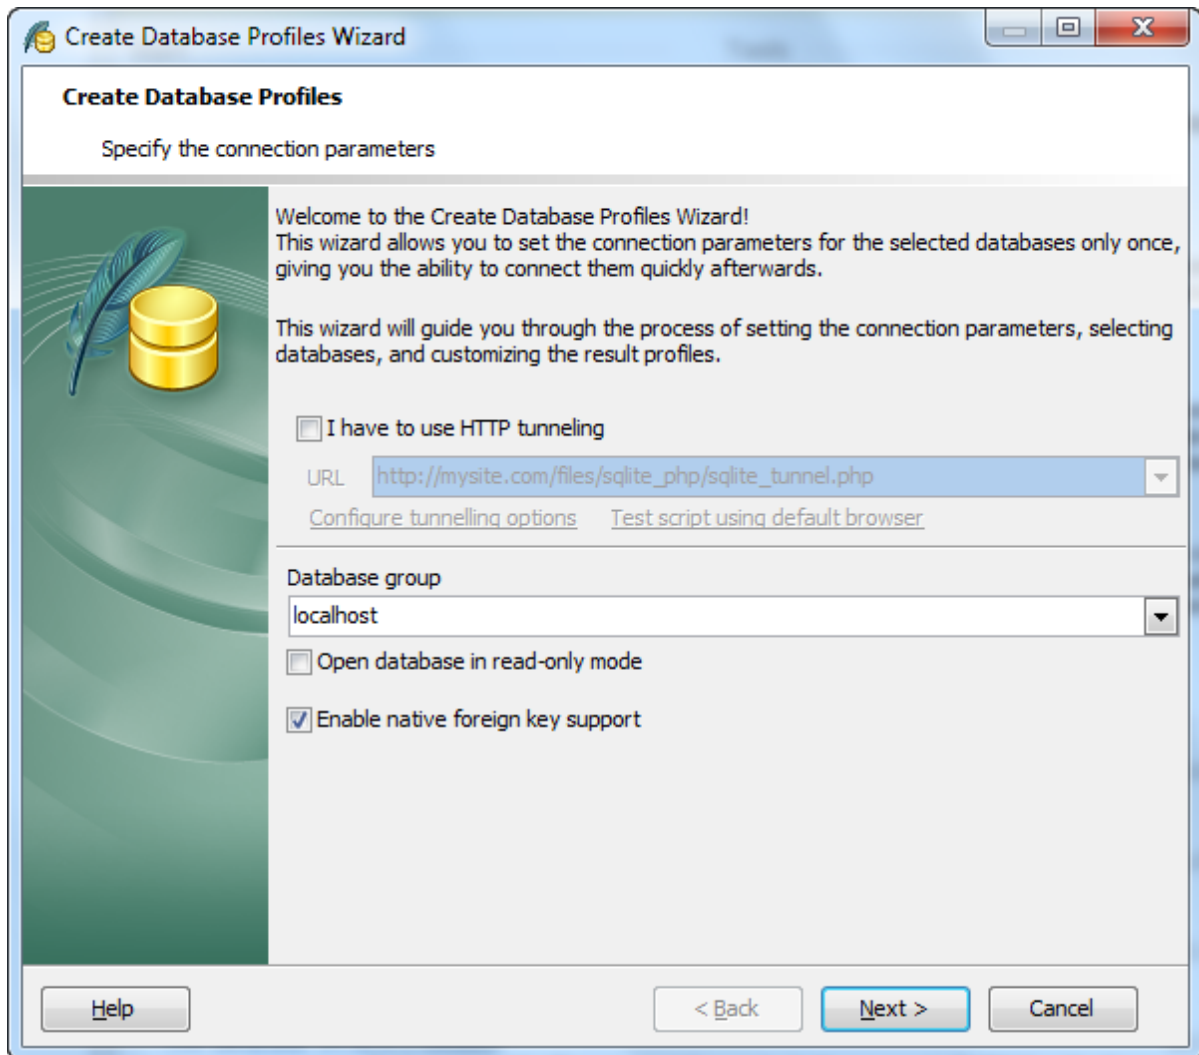 Create Database Profiles Wizard
Create Database Profiles
Specify the connection parameters
Welcome to the Create Database Profiles Wizard!
This wizard allows you to set the connection parameters for the selected databases only once,
giving you the ability to connect them quickly afterwards.
This wizard will guide you through the process of setting the connection parameters, selecting
databases, and customizing the result profiles.
I have to use HTTP tunneling
URL http://mysite.com/files/sqlite_php/sqlite_tunnel.php
Configure tunnelling options Test script using default browser
Database group
localhost
Open database in read-only mode
Enable native foreign key support
Help < Back Next > Cancel